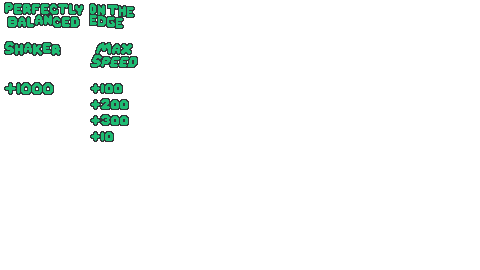 PERFECTLY BALANCED
ON THE EDGE
SHAKER
MAX SPEED
+1000
+100
+200
+300
+10